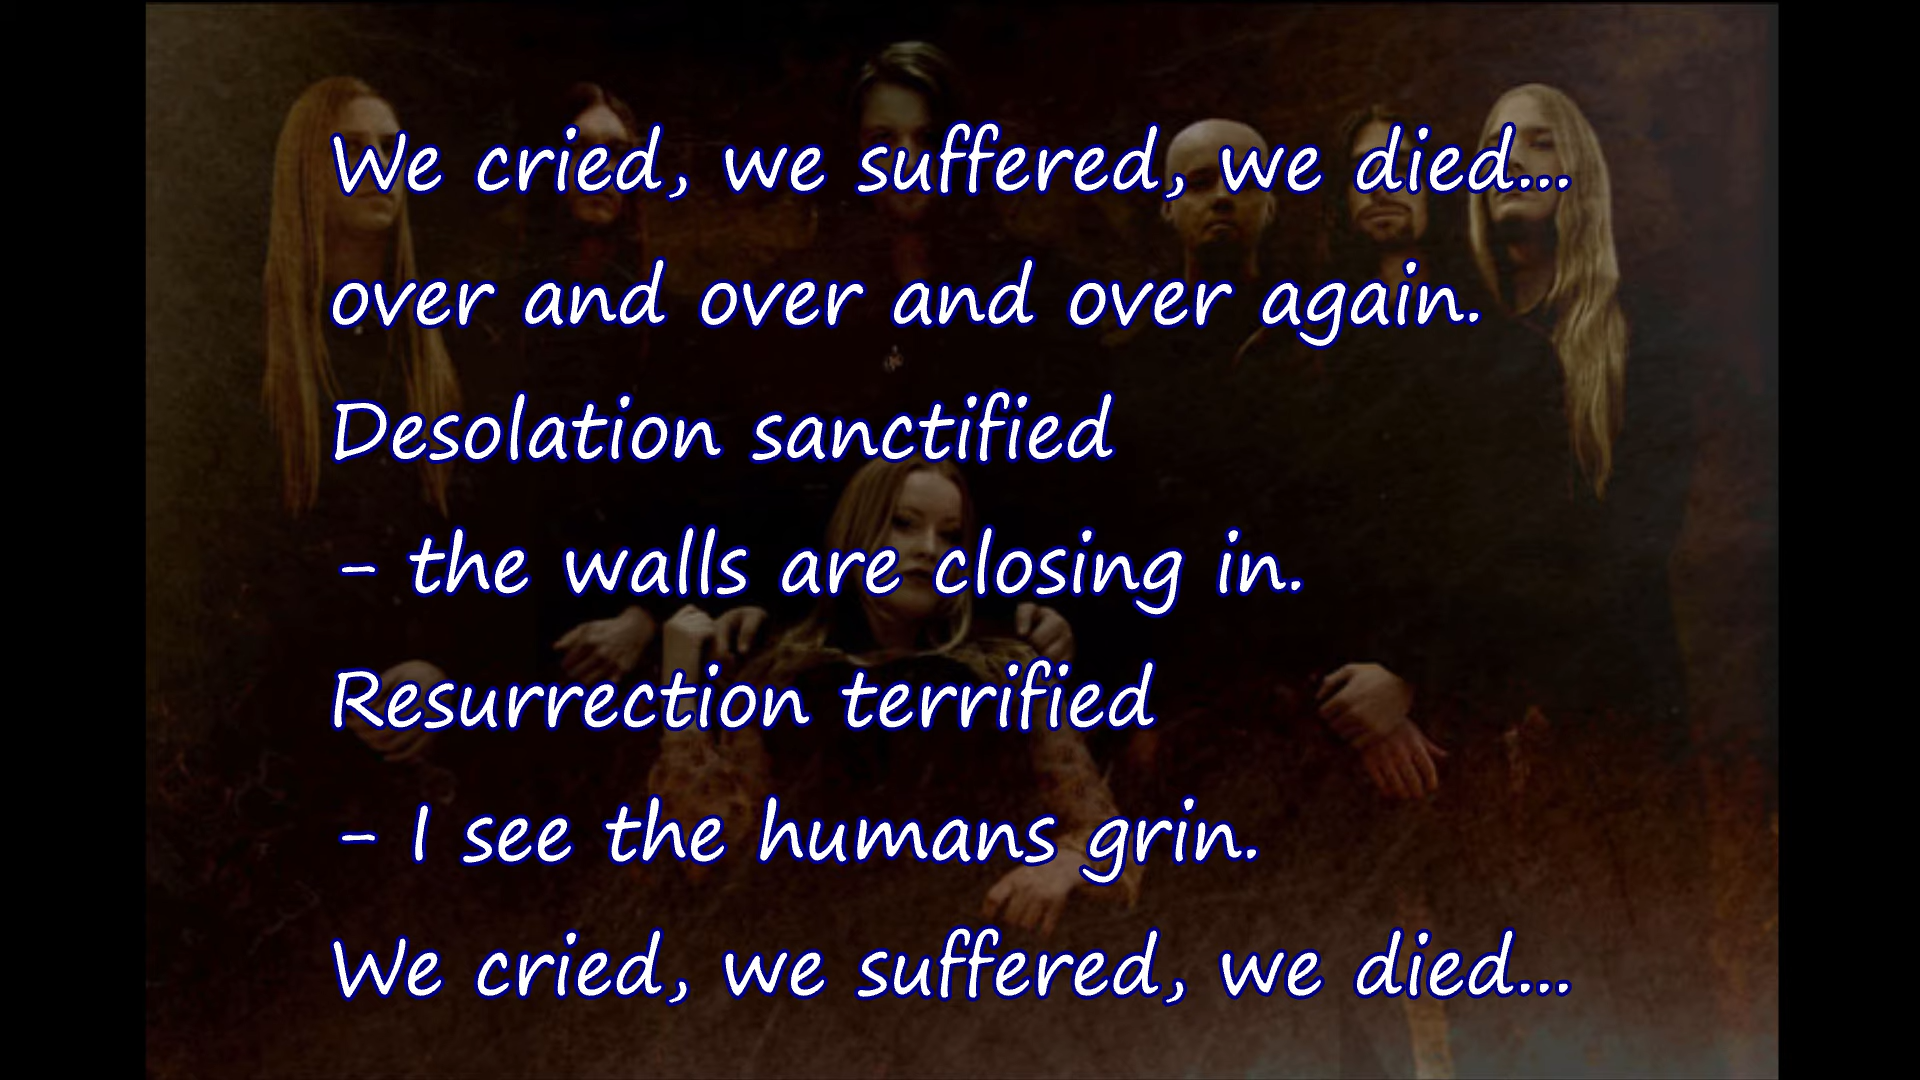 We cried, we suffered, we died...
over and over and over again.
Desolation sanctified
- the walls are closing in.
Resurrection terrified
- I see the humans grin.
We cried, we suffered, we died...